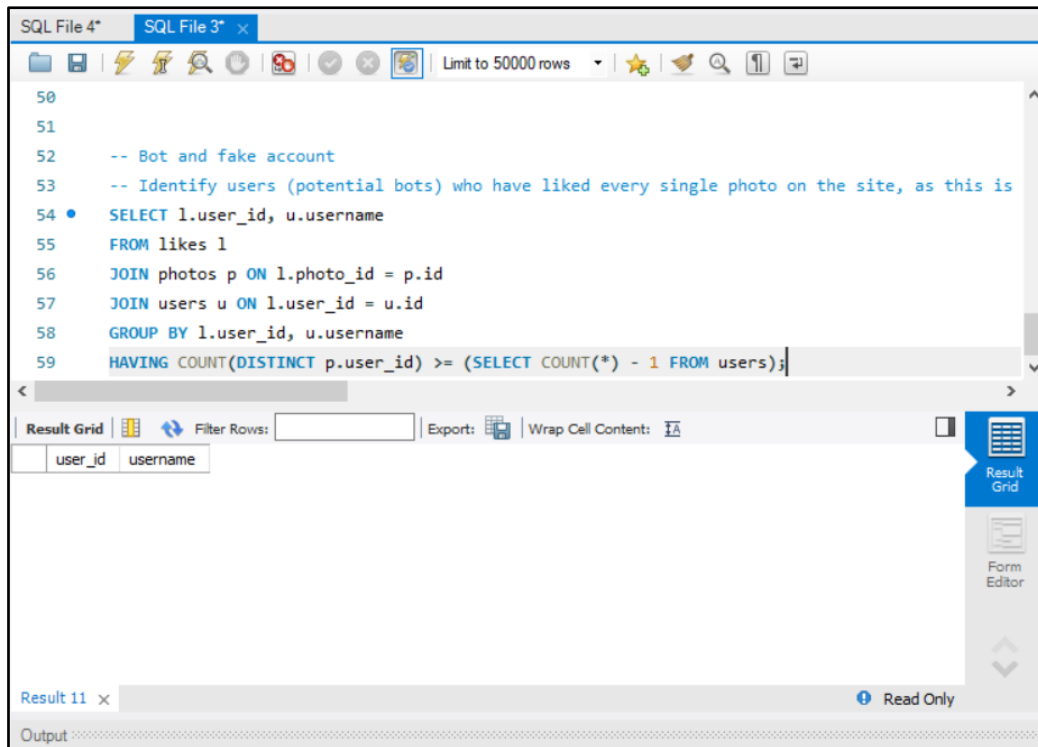 SQL File 4*
SQL File 3*
Limit to 50000 rows
50
51
52 -- Bot and fake account
53 -- Identify users (potential bots) who have liked every single photo on the site, as this is
54 SELECT l.user_id, u.username
55 FROM likes l
56 JOIN photos p ON l.photo_id = p.id
57 JOIN users u ON l.user_id = u.id
58 GROUP BY l.user_id, u.username
59 HAVING COUNT(DISTINCT p.user_id) >= (SELECT COUNT(*) - 1 FROM users);
Result Grid Filter Rows: Export: Wrap Cell Content:
user_id username
Result
Grid
Form
Editor
Result 11
Read Only
Output